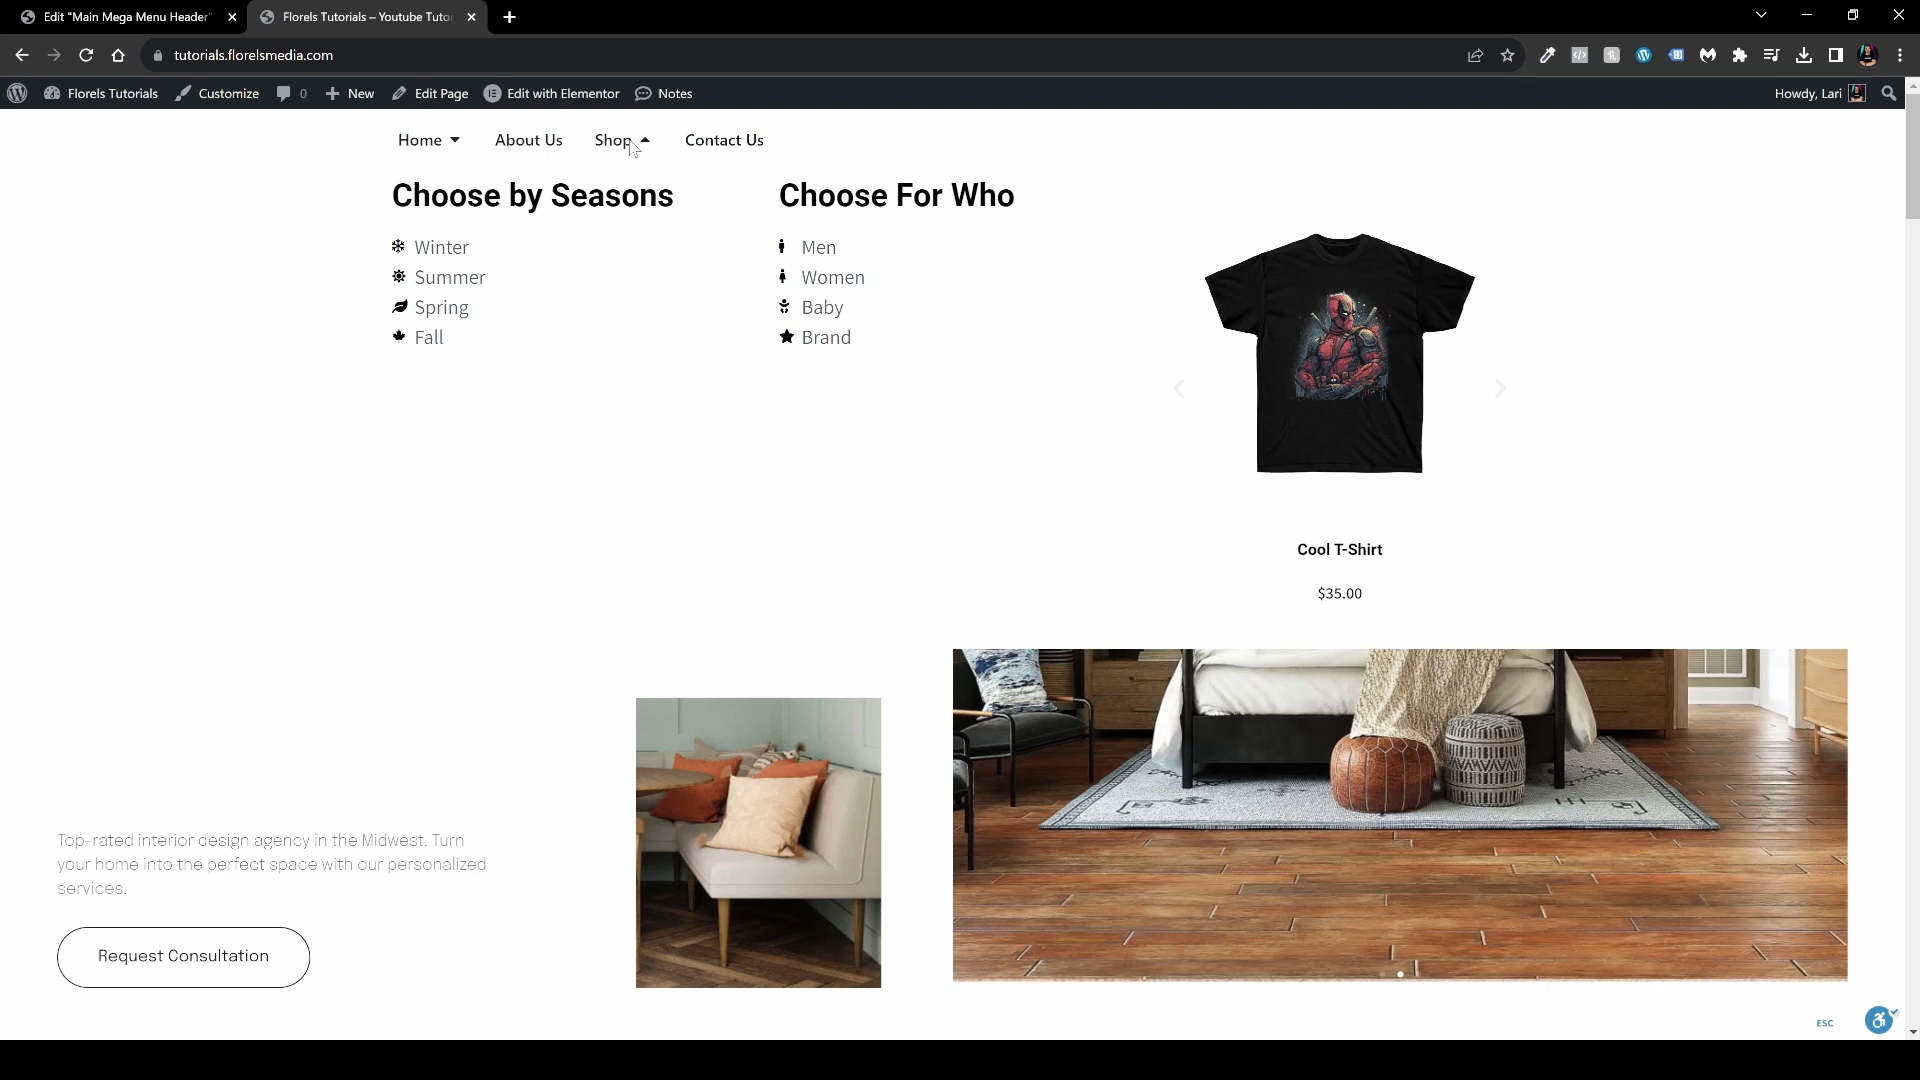 Edit "Main Mega Menu Header"
Florels Tutorials – Youtube Tuto
tutorials.florelsmedia.com
Florels Tutorials
Customize
0
New
Edit Page
Edit with Elementor
Notes
Howdy, Lari
Home
About Us
Shop
Contact Us
Choose by Seasons
Choose For Who
Winter
Men
Summer
Women
Spring
Baby
Fall
Brand
Cool T-Shirt
$35.00
Top-rated interior design agency in the Midwest. Turn
your home into the perfect space with our personalized
services.
Request Consultation
ESC